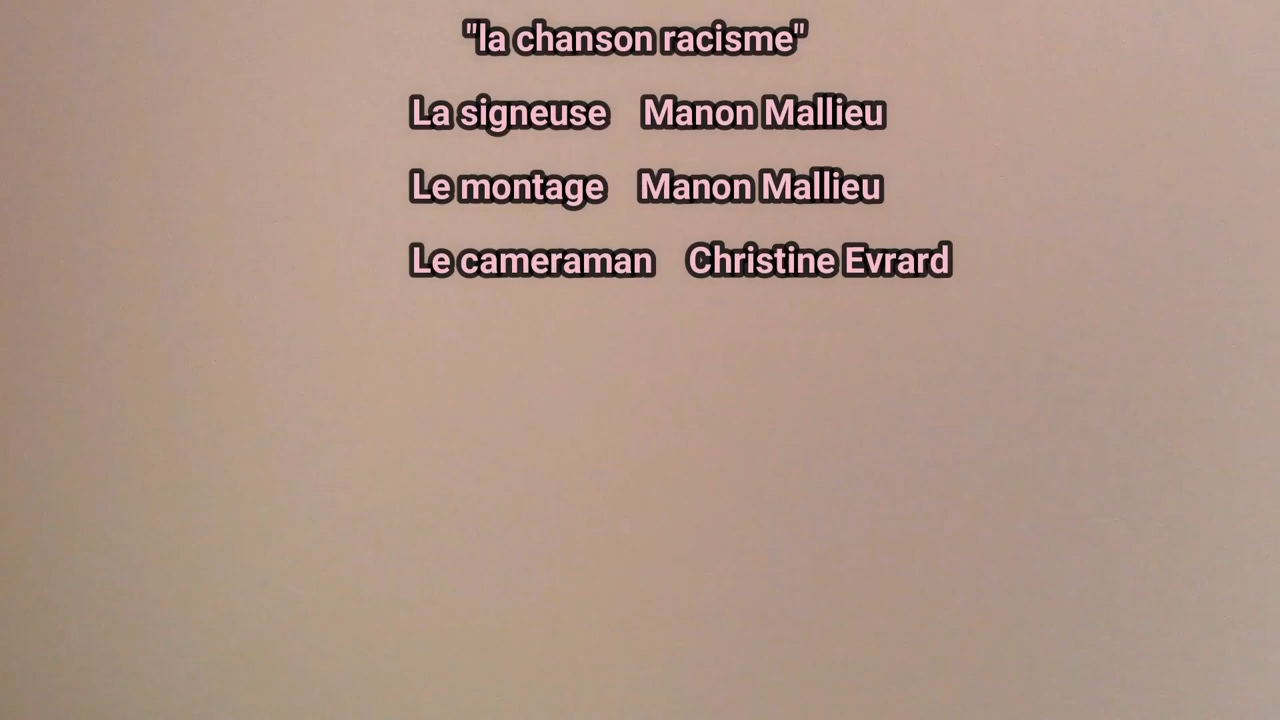 "la chanson racisme"
La signeuse Manon Mallieu
Le montage Manon Mallieu
Le cameraman Christine Evrard